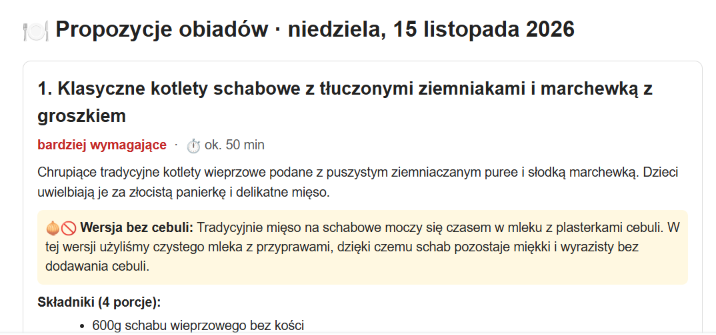 🍽️ Propozycje obiadów · niedziela, 15 listopada 2026
1. Klasyczne kotlety schabowe z tłuczonymi ziemniakami i marchewką z
groszkiem
bardziej wymagające · ⏱️ ok. 50 min
Chrupiące tradycyjne kotlety wieprzowe podane z puszystym ziemniaczanym puree i słodką marchewką. Dzieci
uwielbiają je za złocistą panierkę i delikatne mięso.
🧅🚫 Wersja bez cebuli: Tradycyjnie mięso na schabowe moczy się czasem w mleku z plasterkami cebuli. W
tej wersji użyliśmy czystego mleka z przyprawami, dzięki czemu schab pozostaje miękki i wyrazisty bez
dodawania cebuli.
Składniki (4 porcje):
• 600g schabu wieprzowego bez kości